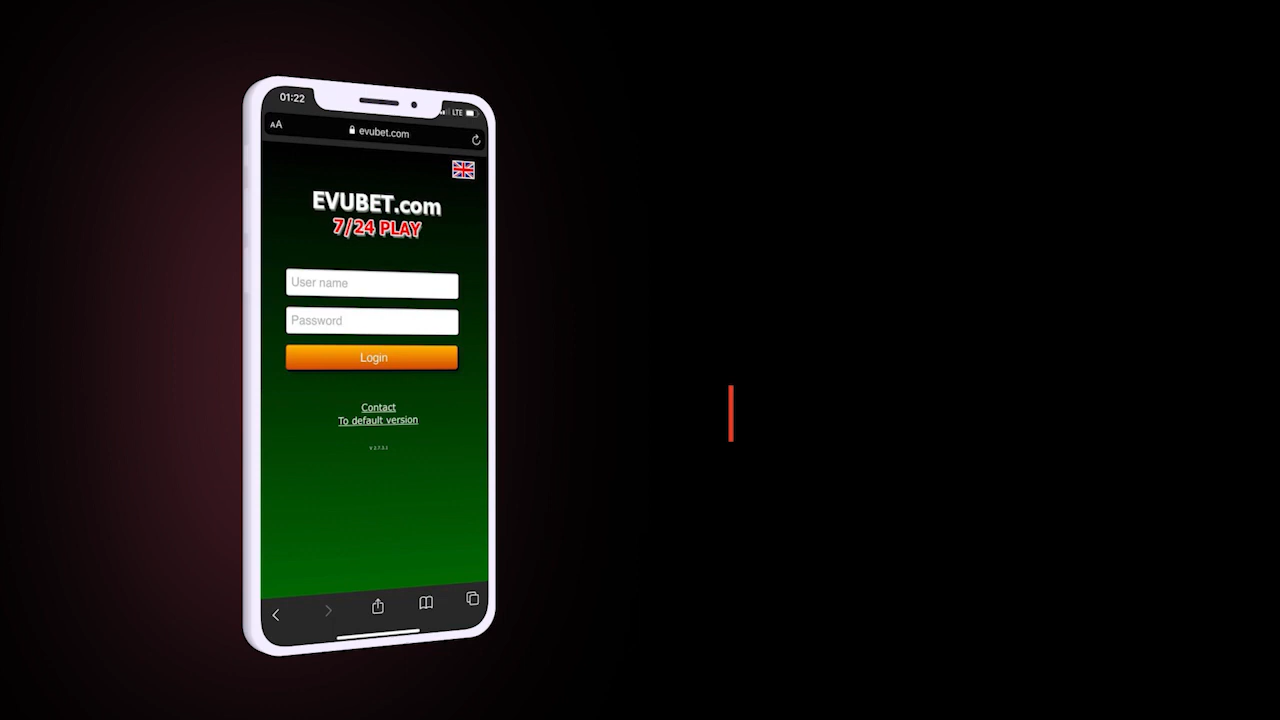 01:22
LTE
AA
evubet.com
EVUBET.com
7/24 PLAY
User name
Password
Login
Contact
To default version